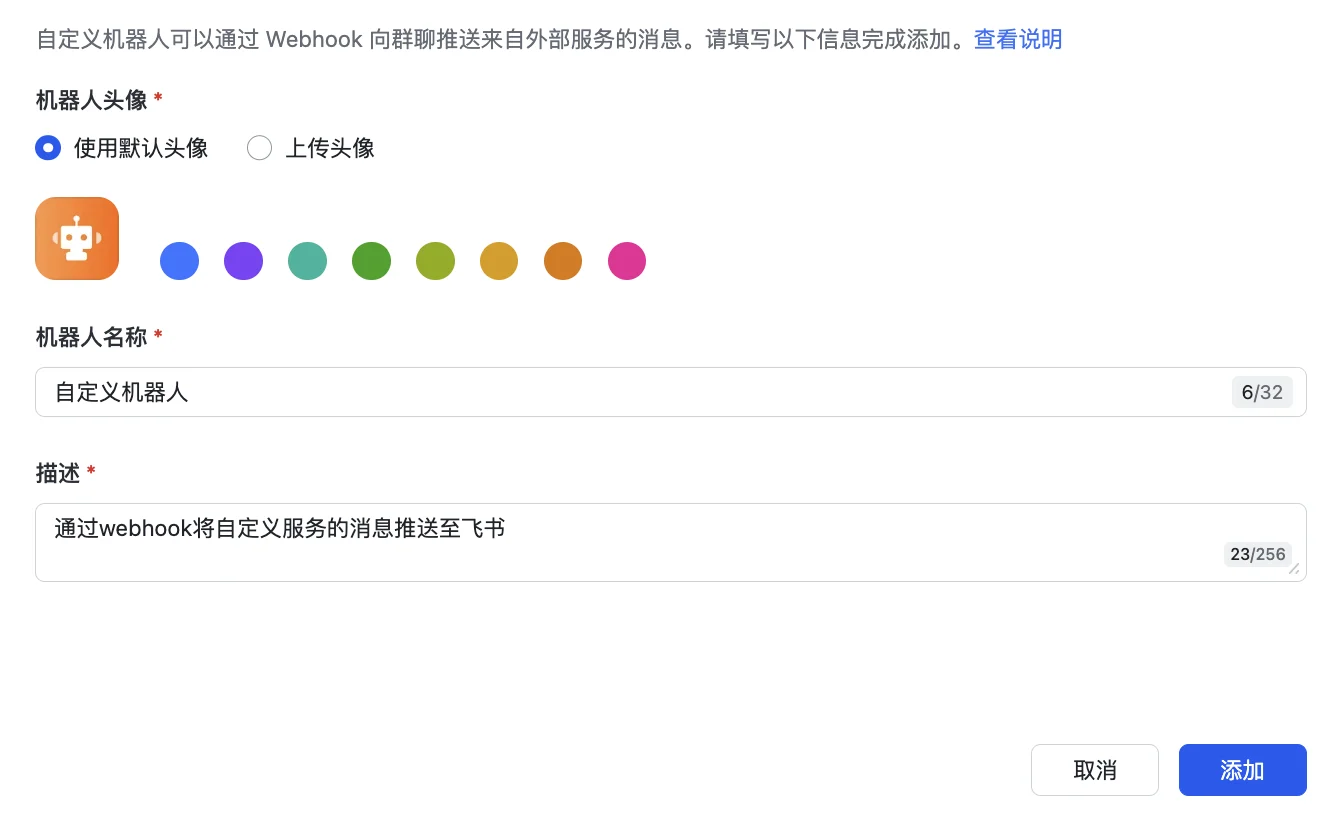 自定义机器人可以通过 Webhook 向群聊推送来自外部服务的消息。请填写以下信息完成添加。查看说明
机器人头像 *
使用默认头像 上传头像
机器人名称 *
自定义机器人 6/32
描述 *
通过webhook将自定义服务的消息推送至飞书
23/256
取消 添加